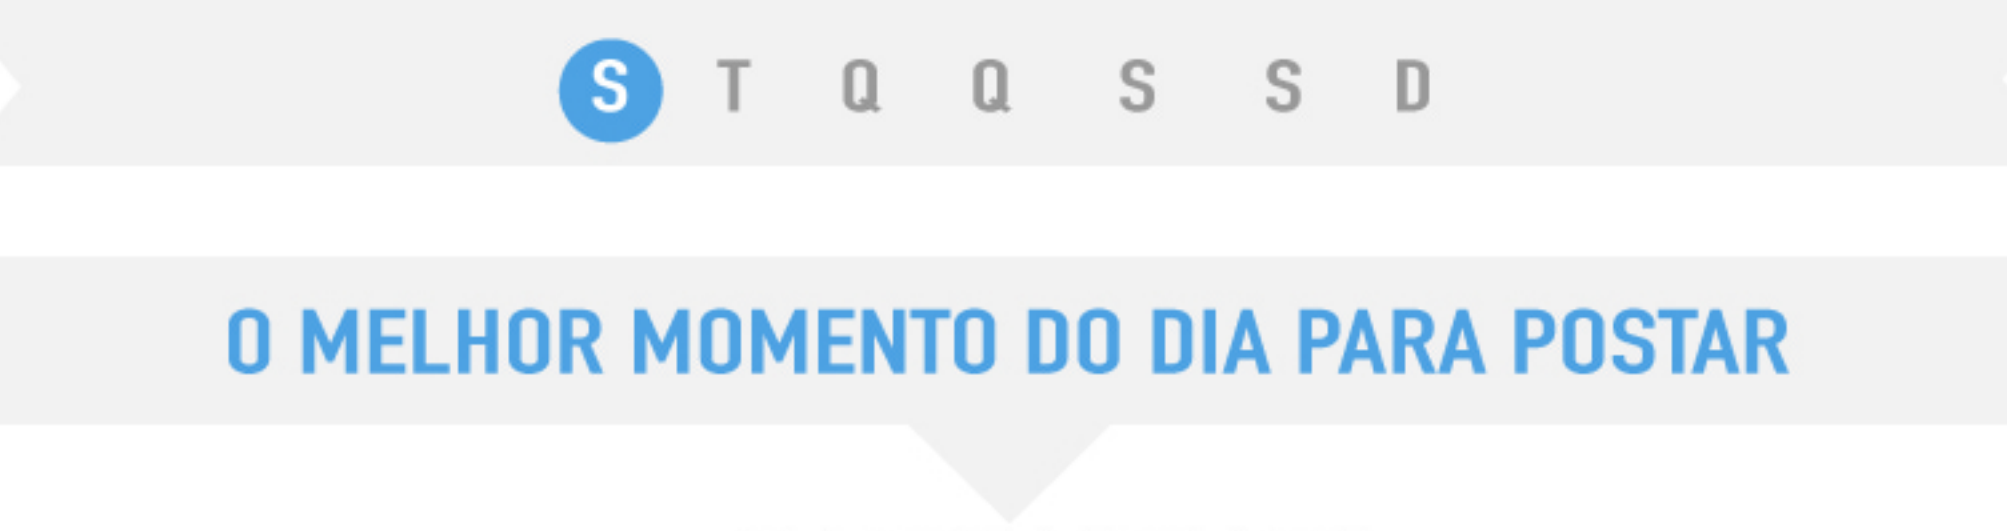 S T Q Q S S D
O MELHOR MOMENTO DO DIA PARA POSTAR